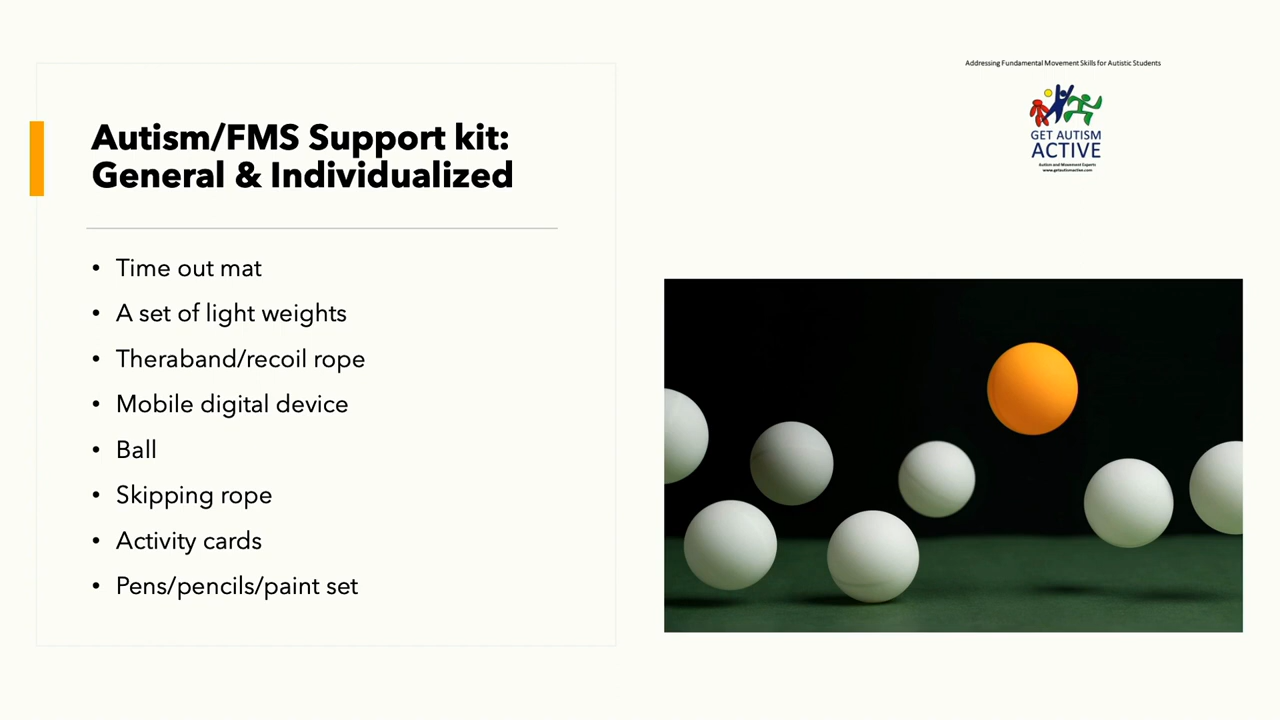 Addressing Fundamental Movement Skills for Autistic Students
GET AUTISM
ACTIVE
Autism and Movement Experts
www.getautismactive.com
Autism/FMS Support kit:
General & Individualized
• Time out mat
• A set of light weights
• Theraband/recoil rope
• Mobile digital device
• Ball
• Skipping rope
• Activity cards
• Pens/pencils/paint set